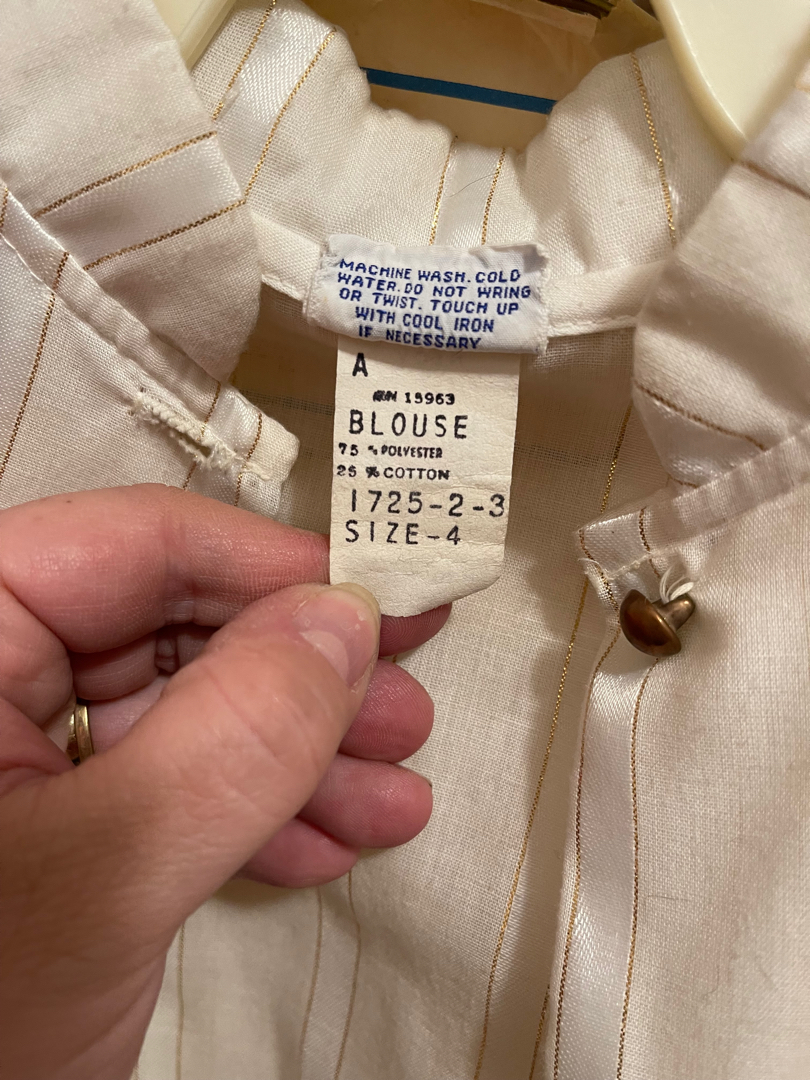 MACHINE WASH. COLD
WATER. DO NOT WRING
OR TWIST. TOUCH UP
WITH COOL IRON
IF NECESSARY
A
RN 15963
BLOUSE
75 % POLYESTER
25 % COTTON
1725-2-3
SIZE-4